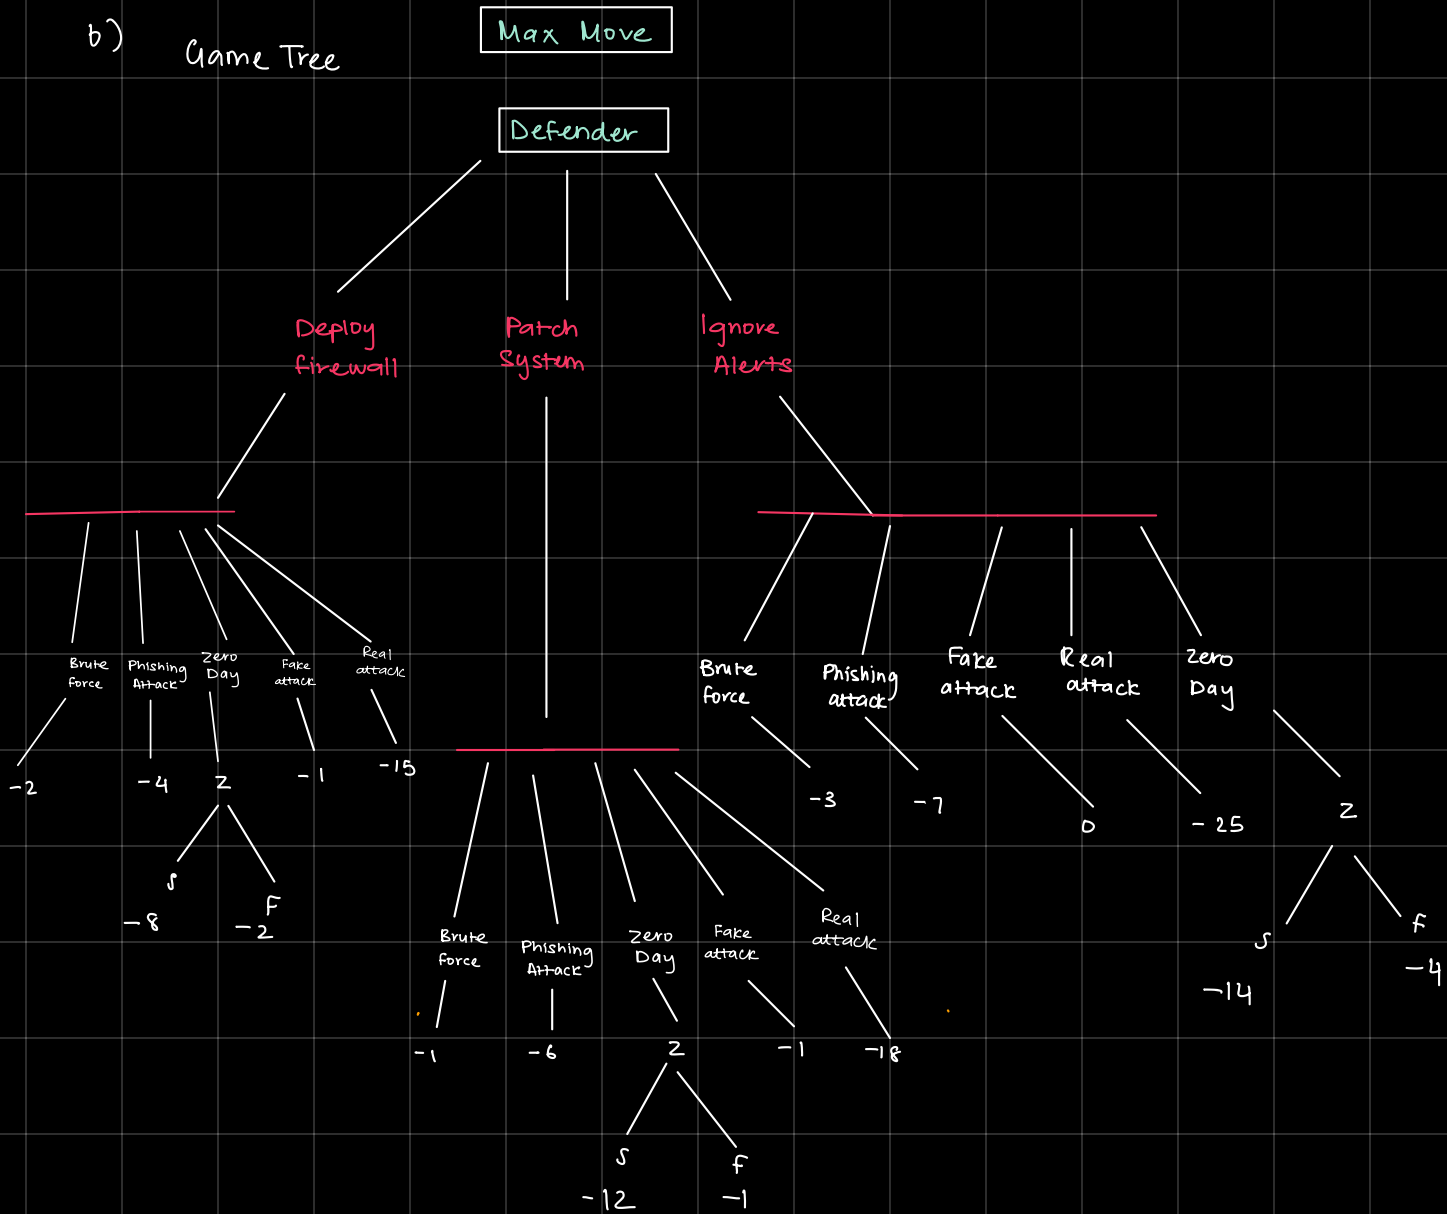 b)
Game Tree
Max Move
Defender
Deploy
firewall
Patch
System
Ignore
Alerts
Brute
force
Phishing
Attack
Zero
Day
Fake
attack
Real
attack
-2
-4
Z
-1
-15
S
-8
F
-2
Brute
force
Phishing
Attack
Zero
Day
Fake
attack
Real
attack
-1
-6
Z
-1
-18
S
-12
F
-1
Brute
force
Phishing
attack
Fake
attack
Real
attack
Zero
Day
-3
-7
0
-25
Z
S
-14
f
-4